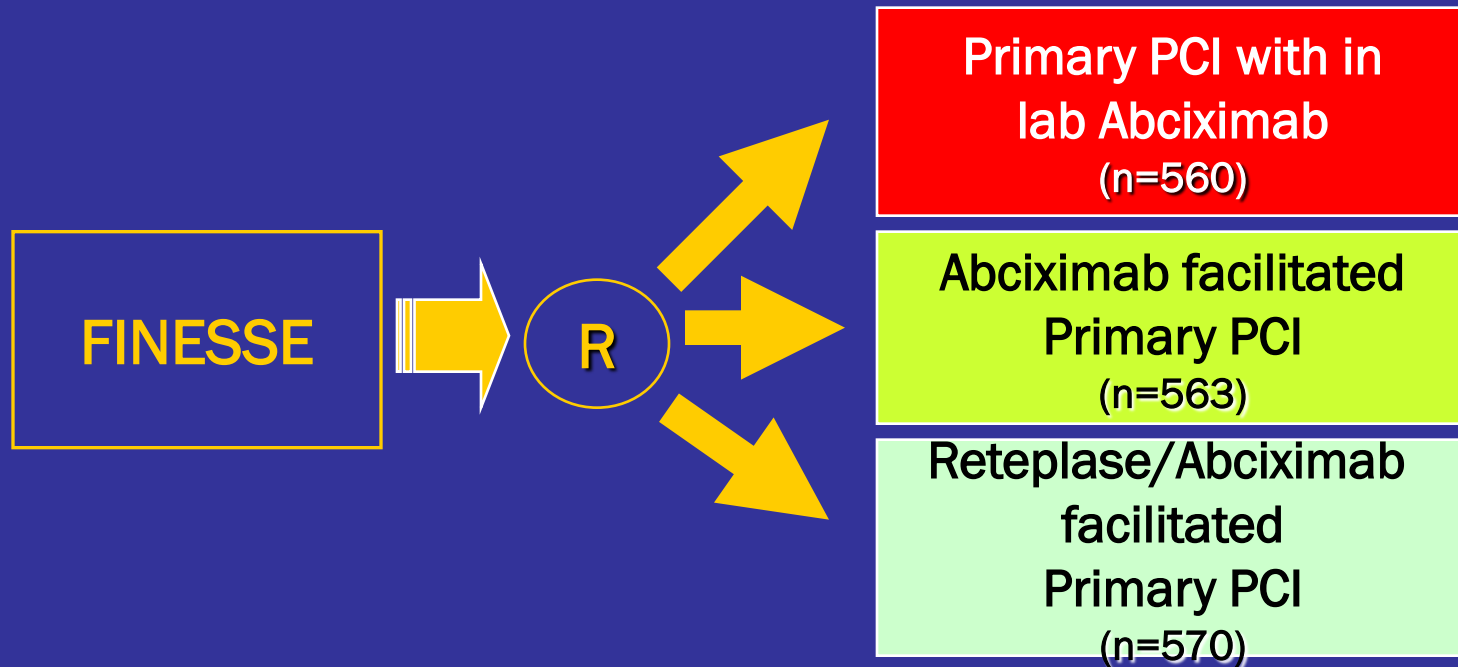 FINESSE
R
Primary PCI with in
lab Abciximab
(n=560)
Abciximab facilitated
Primary PCI
(n=563)
Reteplase/Abciximab
facilitated
Primary PCI
(n=570)